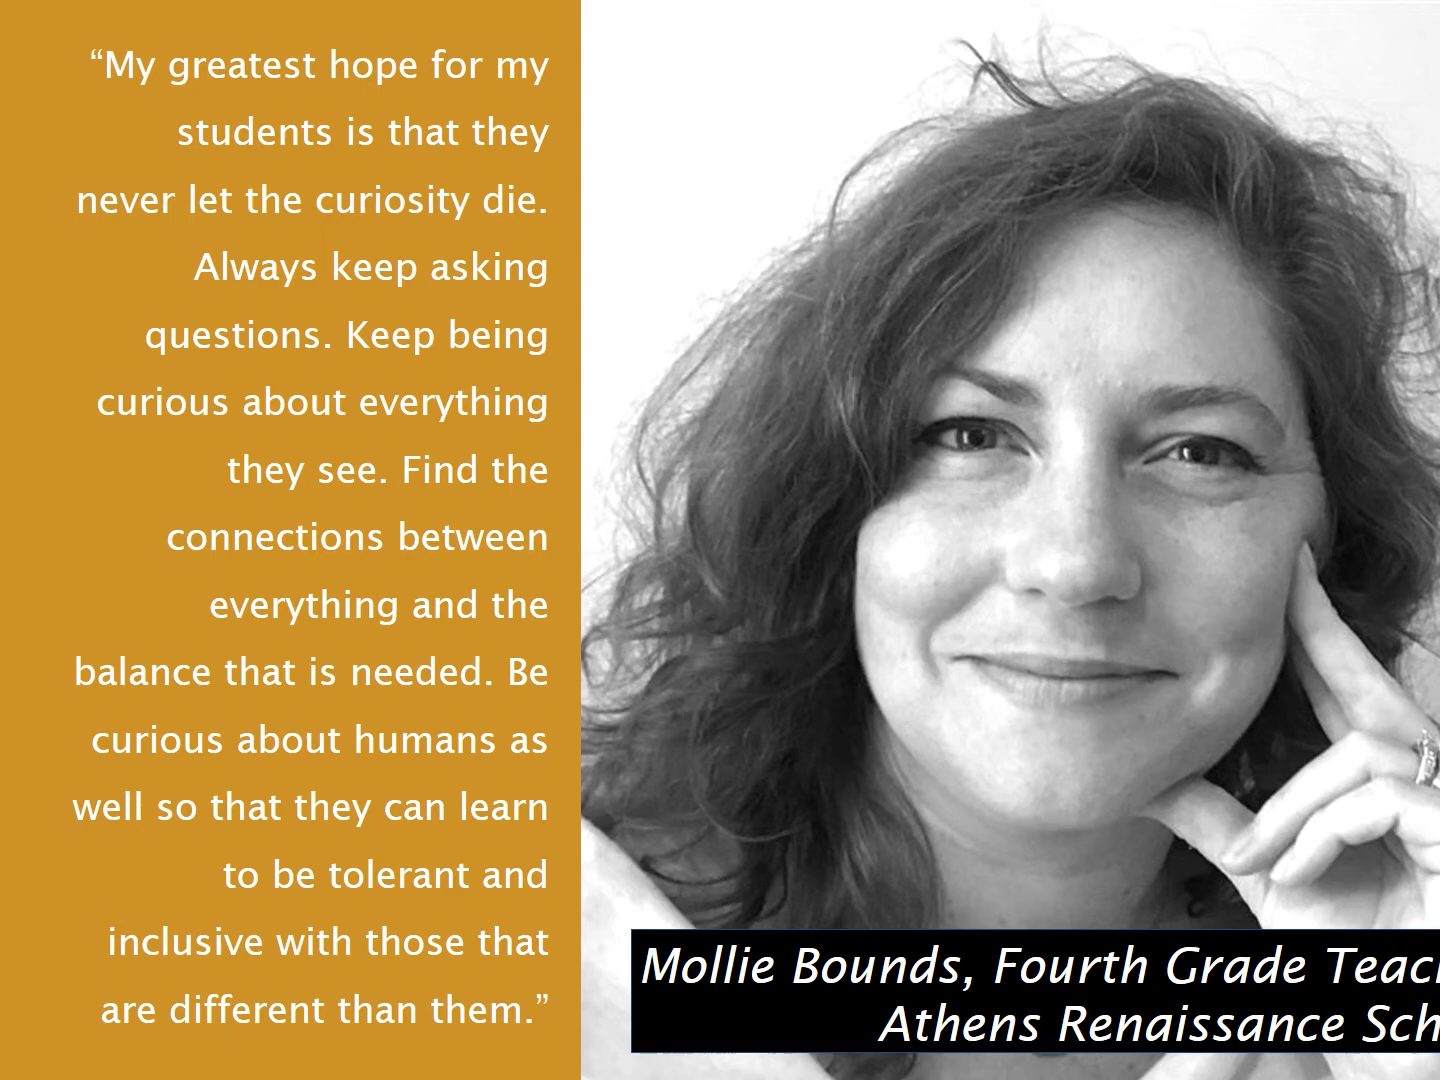 “My greatest hope for my
students is that they
never let the curiosity die.
Always keep asking
questions. Keep being
curious about everything
they see. Find the
connections between
everything and the
balance that is needed. Be
curious about humans as
well so that they can learn
to be tolerant and
inclusive with those that
are different than them.”
Mollie Bounds, Fourth Grade
Athens Renaissance